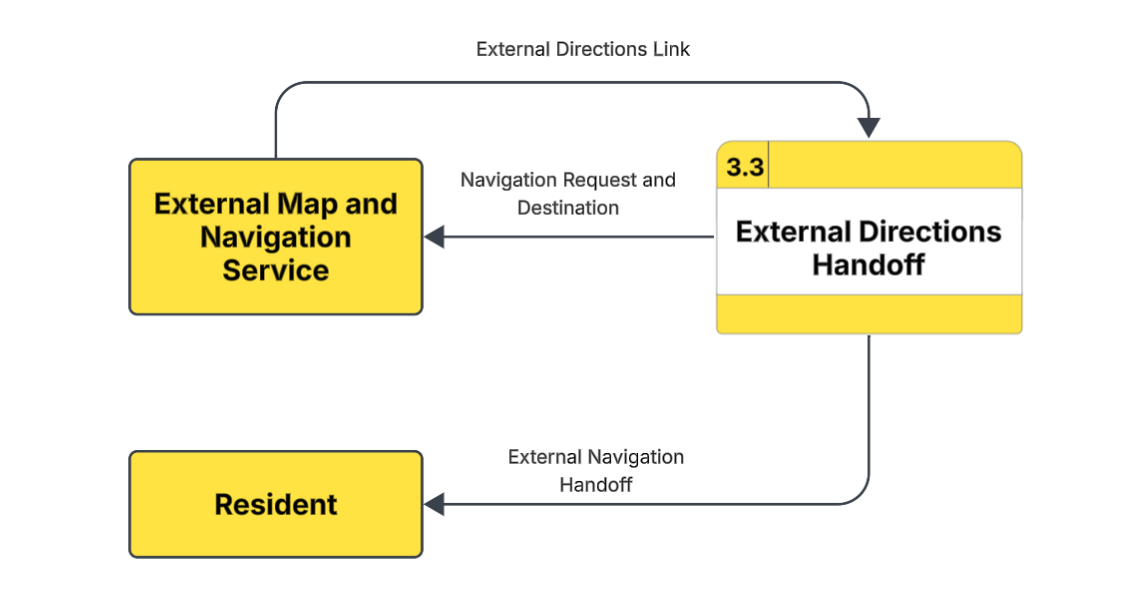 External Directions Link
Navigation Request and
Destination
3.3
External Map and
Navigation
Service
External Directions
Handoff
External Navigation
Handoff
Resident